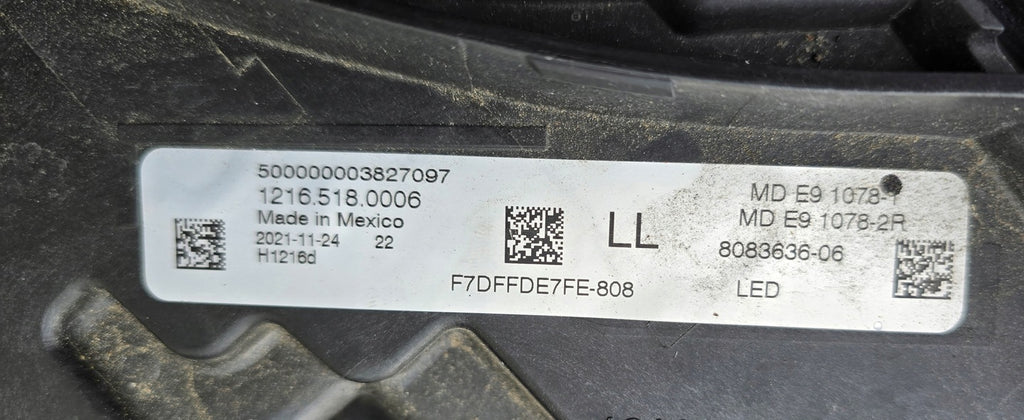 500000003827097
1216.518.0006
Made in Mexico
2021-11-24 22
H1216d
F7DFFDE7FE-808
LL
MD E9 1078-1
MD E9 1078-2R
8083636-06
LED